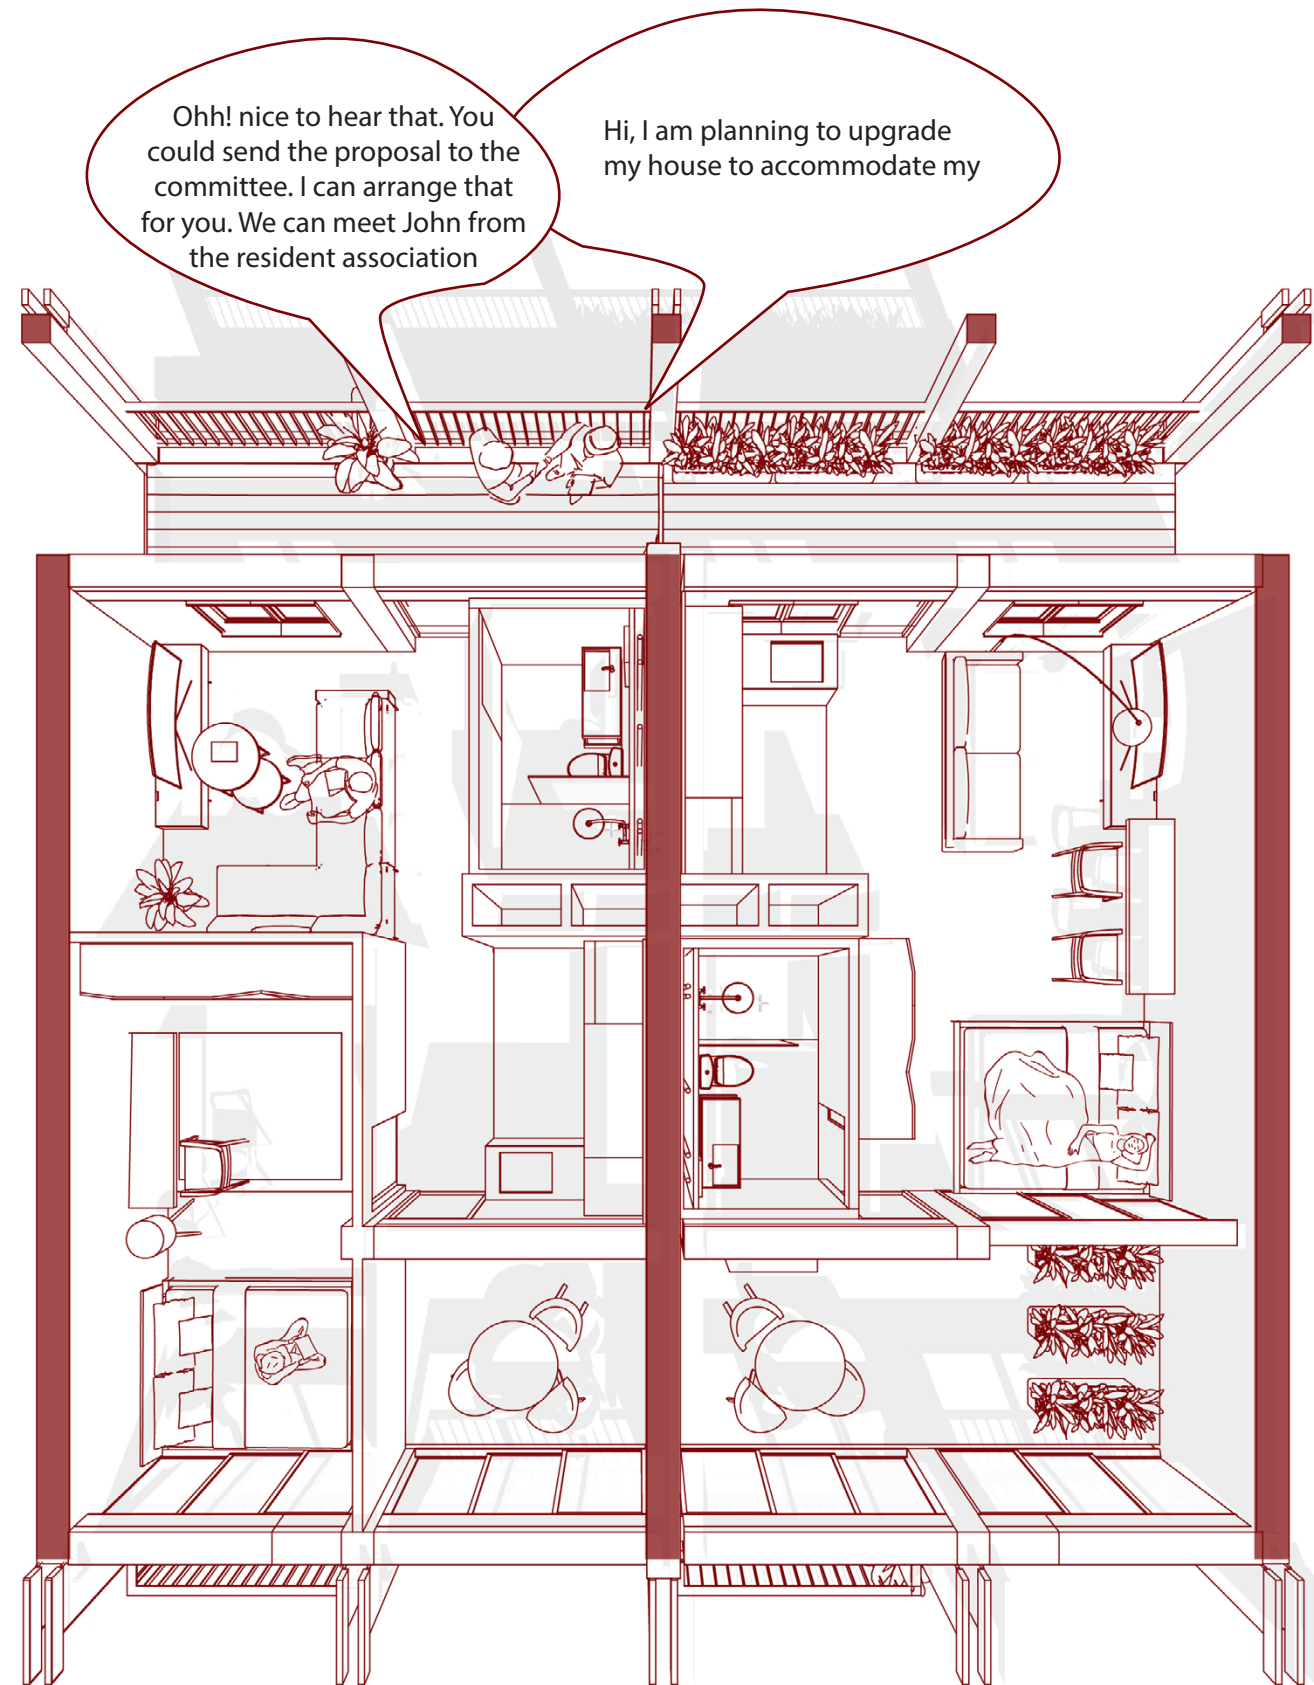 Ohh! nice to hear that. You
could send the proposal to the
committee. I can arrange that
for you. We can meet John from
the resident association
Hi, I am planning to upgrade
my house to accommodate my